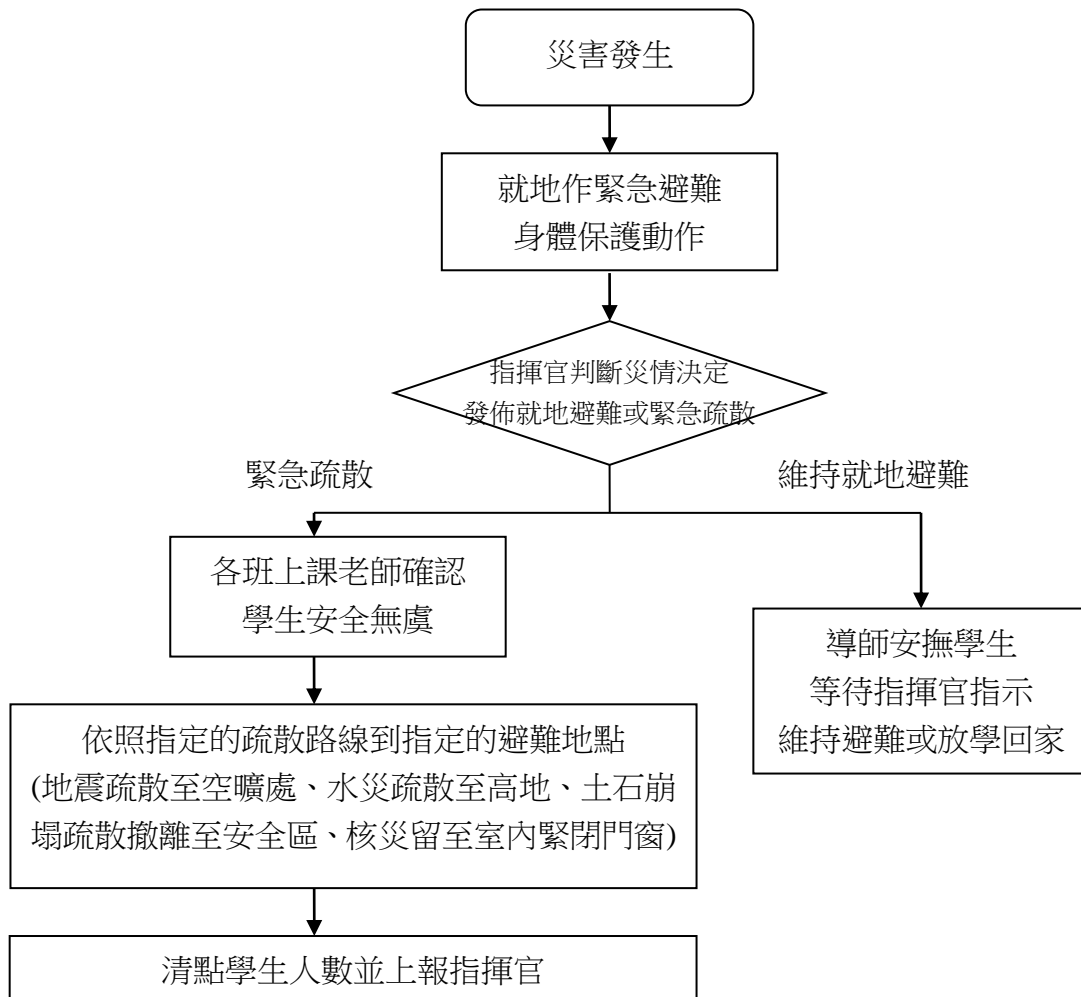 災害發生
就地作緊急避難
身體保護動作
指揮官判斷災情決定
發佈就地避難或緊急疏散
緊急疏散
維持就地避難
各班上課老師確認
學生安全無虞
導師安撫學生
等待指揮官指示
維持避難或放學回家
依照指定的疏散路線到指定的避難地點
(地震疏散至空曠處、水災疏散至高地、土石崩
塌疏散撤離至安全區、核災留至室內緊閉門窗)
清點學生人數並上報指揮官